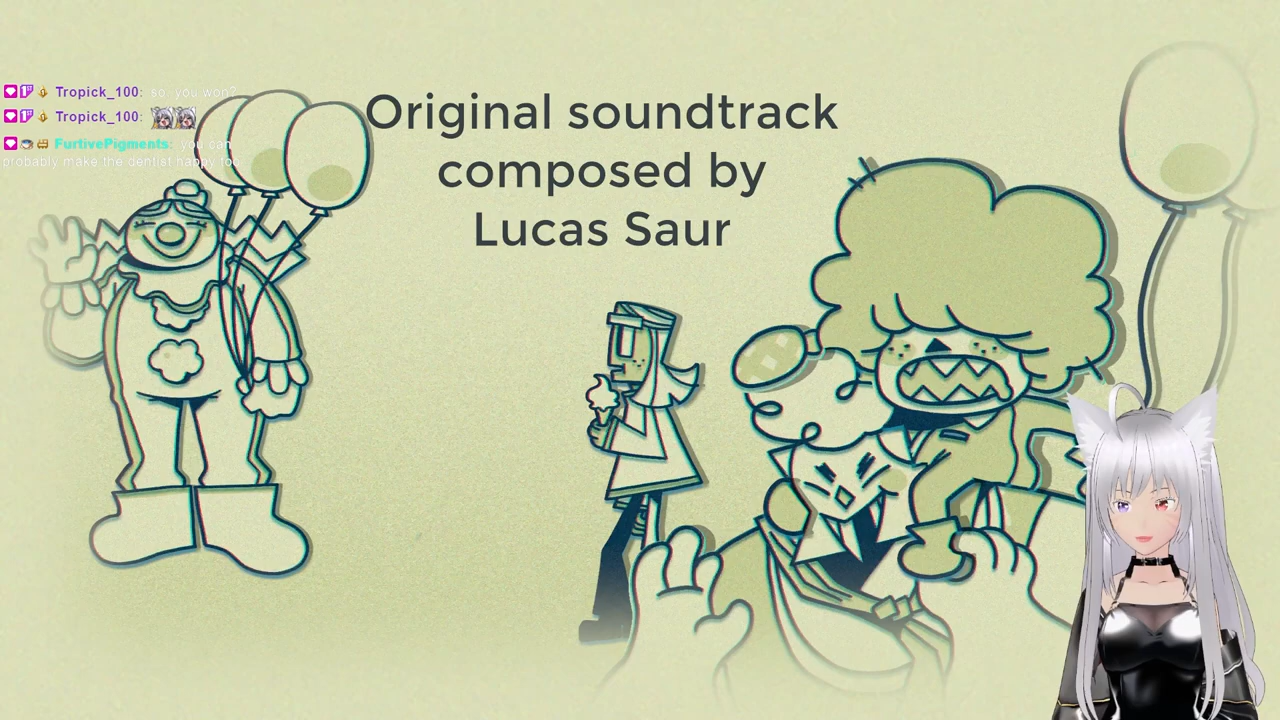 Tropick_100: so you won?
Tropick_100:
FurtivePigments: you can
probably make the dentist happy too
Original soundtrack
composed by
Lucas Saur